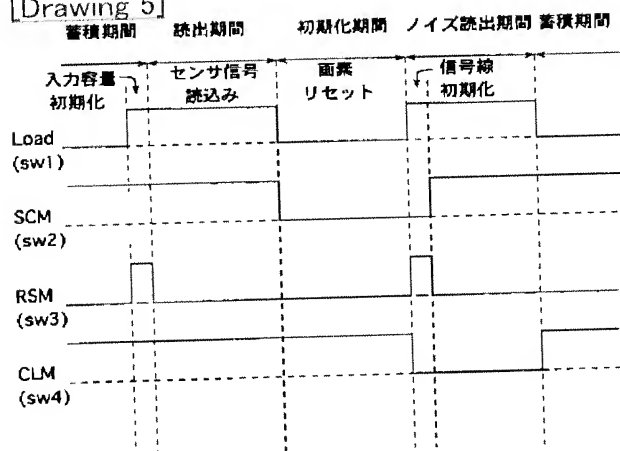 [Drawing 5]
蓄積期間 読出期間 初期化期間 ノイズ読出期間 蓄積期間
入力容量 初期化
センサ信号 読込み
画素 リセット
信号線 初期化
Load
(sw1)
SCM
(sw2)
RSM
(sw3)
CLM
(sw4)